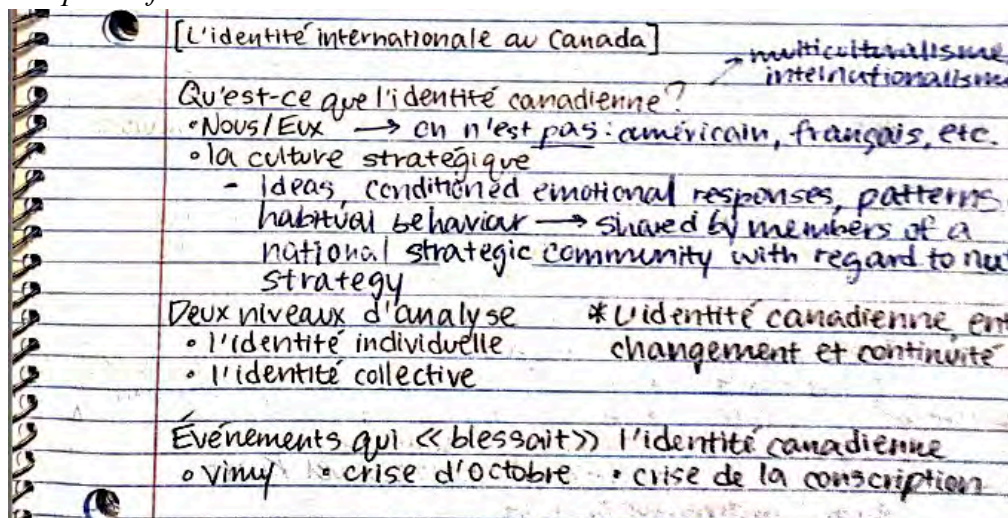 [L'identité internationale au Canada]
→ multiculturalisme,
internationalisme
Qu'est-ce que l'identité canadienne?
• Nous/Eux → on n'est pas: américain, français, etc.
• la culture stratégique
- ideas, conditioned emotional responses, patterns
habitual behaviour → shared by members of a
national strategic community with regard to
strategy
Deux niveaux d'analyse
* L'identité canadienne, ent
changement et continuité
• l'identité individuelle
• l'identité collective
Événements qui << blessait >> l'identité canadienne
• Vimy • crise d'octobre • crise de la conscription